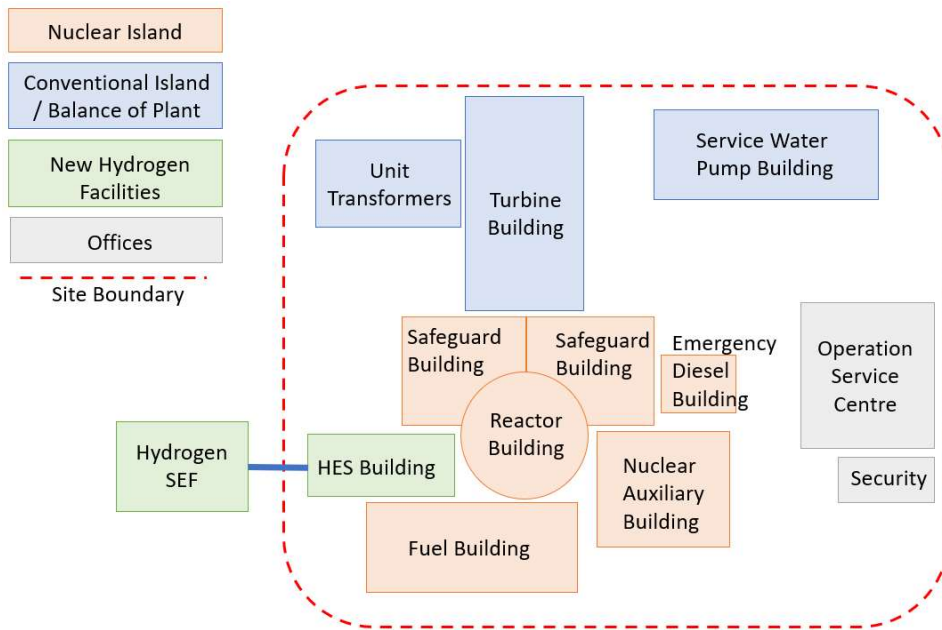 Nuclear Island
Conventional Island
/ Balance of Plant
New Hydrogen
Facilities
Offices
Site Boundary
Unit
Transformers
Turbine
Building
Service Water
Pump Building
Safeguard
Building
Safeguard
Building
Emergency
Diesel
Building
Operation
Service
Centre
Reactor
Building
Hydrogen
SEF
HES Building
Nuclear
Auxiliary
Building
Security
Fuel Building